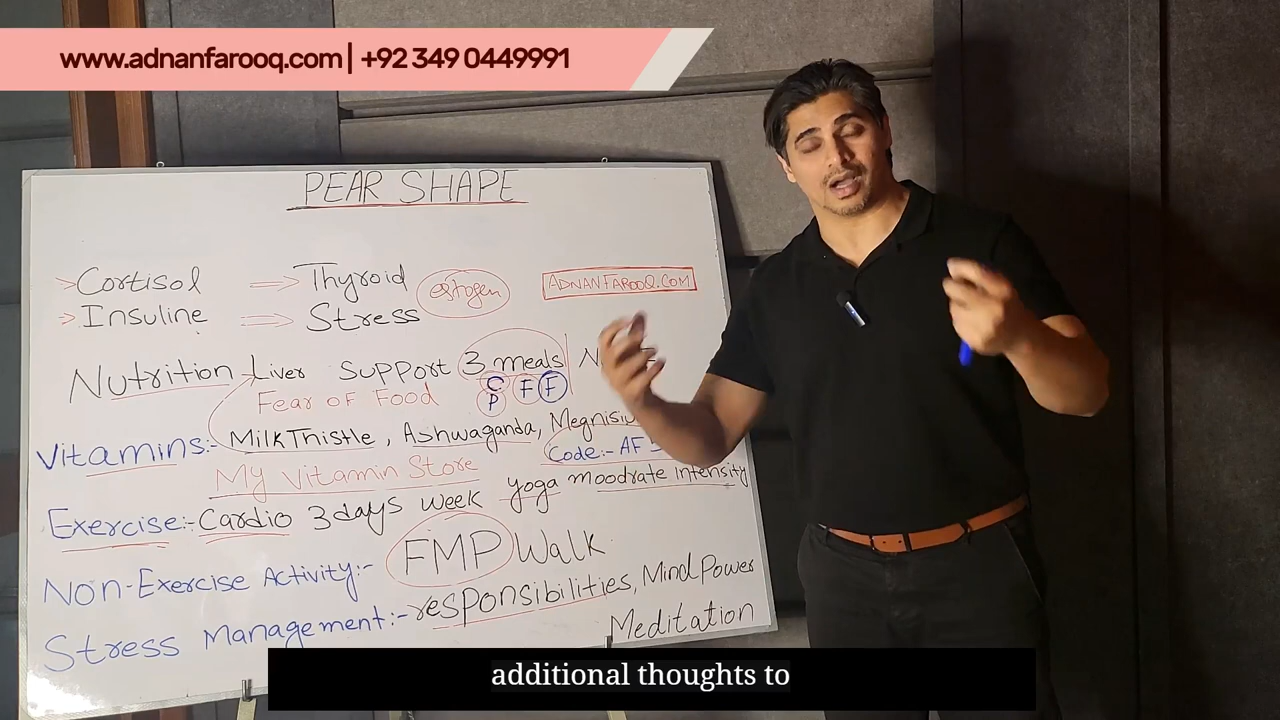 www.adnanfarooq.com | +92 349 0449991
PEAR SHAPE
> Cortisol => Thyroid estrogen ADNANFAROOQ.COM
> Insuline => Stress
Nutrition Liver Support 3 meals
Fear of Food C P F F
Vitamins:- MilkThistle, Ashwaganda,
My Vitamin Store Code:- AF
Exercise:- Cardio 3 days week yoga moodrate intensity
Non-Exercise Activity:- FMP Walk
Stress Management:- responsibilities, Mind Power
Meditation
additional thoughts to